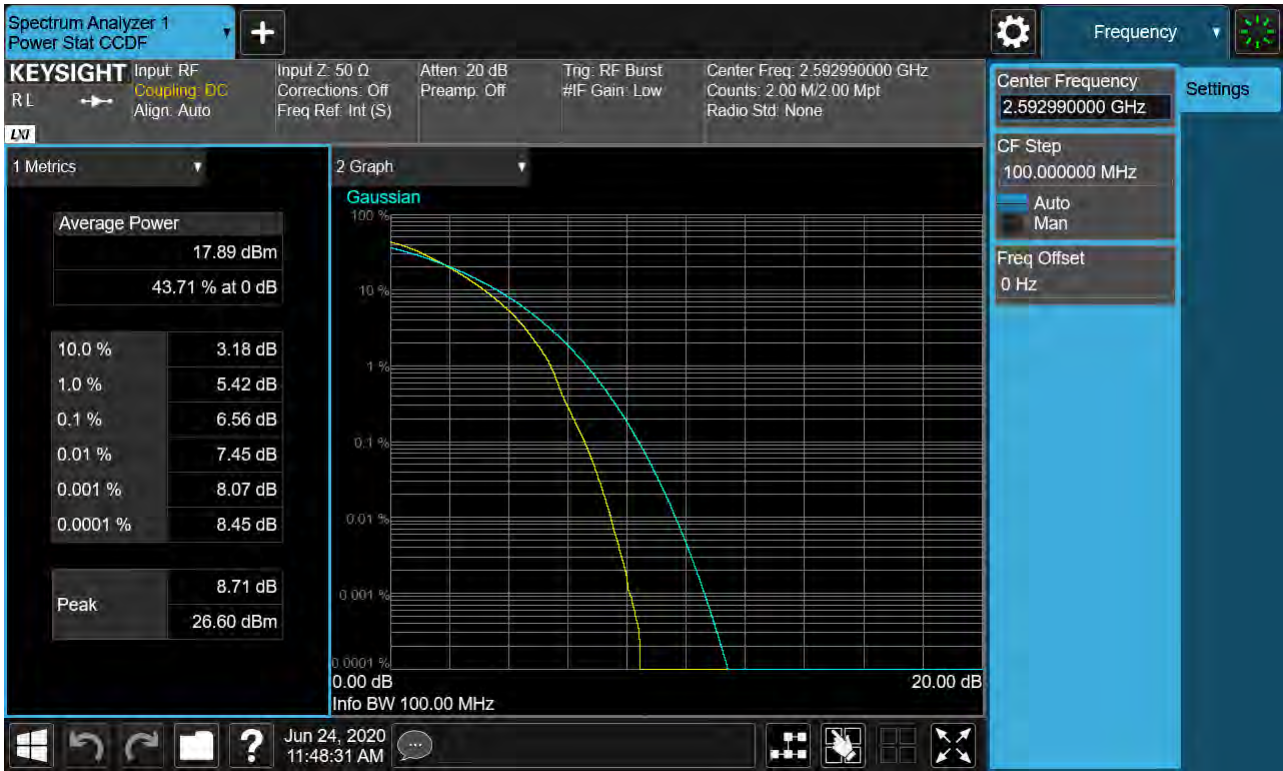 Spectrum Analyzer 1
Power Stat CCDF
Frequency
KEYSIGHT
R L
LXI
Input: RF
Coupling: DC
Align: Auto
Input Z: 50 Ω
Corrections: Off
Freq Ref: Int (S)
Atten: 20 dB
Preamp: Off
Trig: RF Burst
#IF Gain: Low
Center Freq: 2.592990000 GHz
Counts: 2.00 M/2.00 Mpt
Radio Std: None
Center Frequency
2.592990000 GHz
Settings
CF Step
100.000000 MHz
Auto
Man
Freq Offset
0 Hz
1 Metrics
Average Power
17.89 dBm
43.71 % at 0 dB
10.0 % 3.18 dB
1.0 % 5.42 dB
0.1 % 6.56 dB
0.01 % 7.45 dB
0.001 % 8.07 dB
0.0001 % 8.45 dB
Peak
8.71 dB
26.60 dBm
2 Graph
Gaussian
100 %
10 %
1 %
0.1 %
0.01 %
0.001 %
0.0001 %
0.00 dB 20.00 dB
Info BW 100.00 MHz
?
Jun 24, 2020
11:48:31 AM